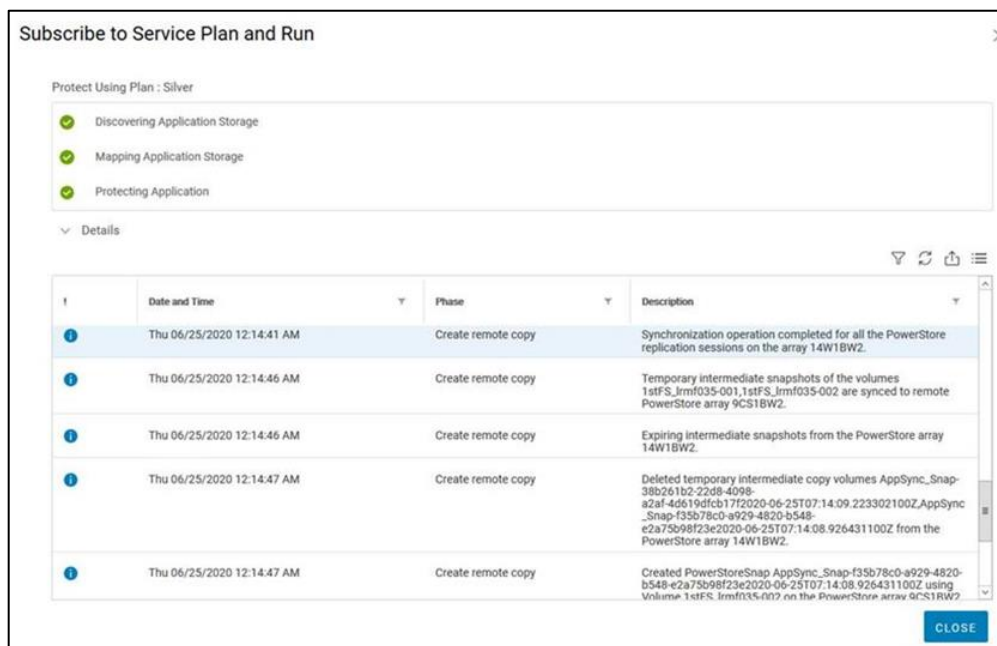 Subscribe to Service Plan and Run
Protect Using Plan : Silver
Discovering Application Storage
Mapping Application Storage
Protecting Application
Details
! Date and Time Phase Description
Thu 06/25/2020 12:14:41 AM Create remote copy Synchronization operation completed for all the PowerStore
replication sessions on the array 14W1BW2.
Thu 06/25/2020 12:14:46 AM Create remote copy Temporary intermediate snapshots of the volumes
1stFS_lrmf035-001,1stFS_lrmf035-002 are synced to remote
PowerStore array 9CS1BW2.
Thu 06/25/2020 12:14:46 AM Create remote copy Expiring intermediate snapshots from the PowerStore array
14W1BW2.
Thu 06/25/2020 12:14:47 AM Create remote copy Deleted temporary intermediate copy volumes AppSync_Snap-
38b261b2-22d8-4098-
a2af-4d619dfcb17f2020-06-25T07:14:09.223302100Z,AppSync
_Snap-f35b78c0-a929-4820-b548-
e2a75b98f23e2020-06-25T07:14:08.926431100Z from the
PowerStore array 14W1BW2.
Thu 06/25/2020 12:14:47 AM Create remote copy Created PowerStoreSnap AppSync_Snap-f35b78c0-a929-4820-
b548-e2a75b98f23e2020-06-25T07:14:08.926431100Z using
Volume 1stFS_lrmf035-002 on the PowerStore array 9CS1BW2
CLOSE